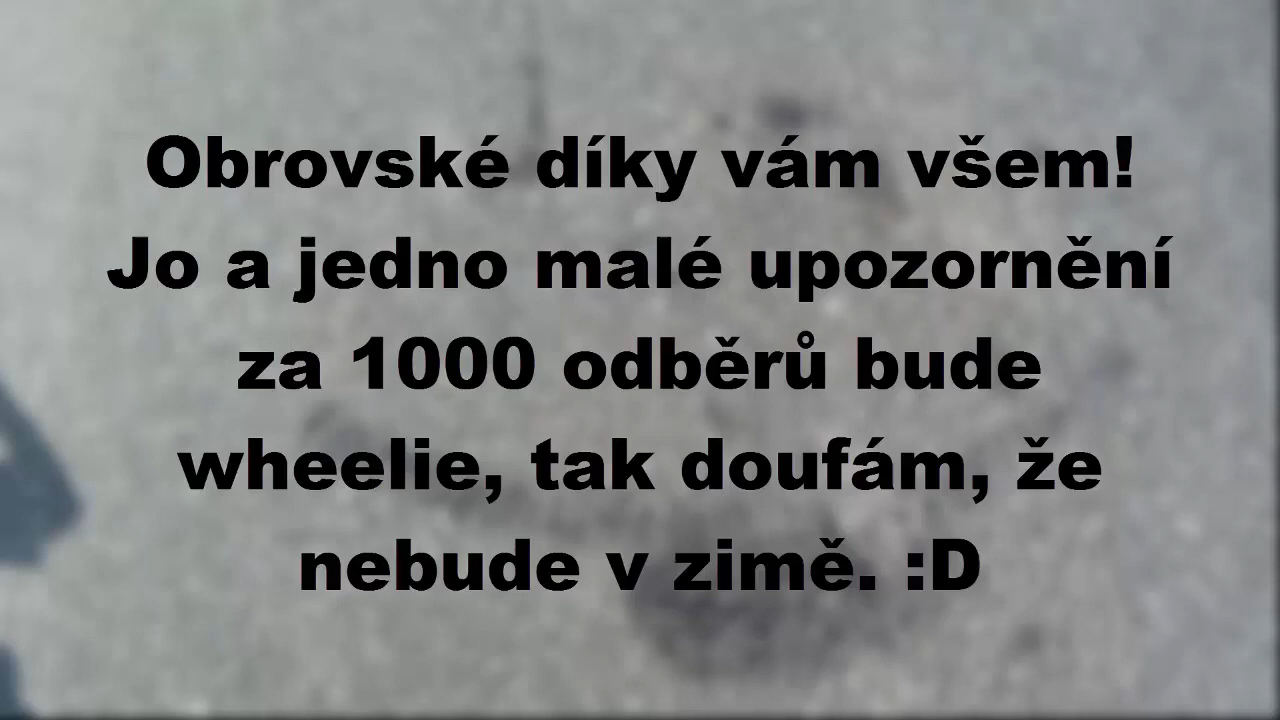 Obrovské díky vám všem!
Jo a jedno malé upozornění
za 1000 odběrů bude
wheelie, tak doufám, že
nebude v zimě. :D